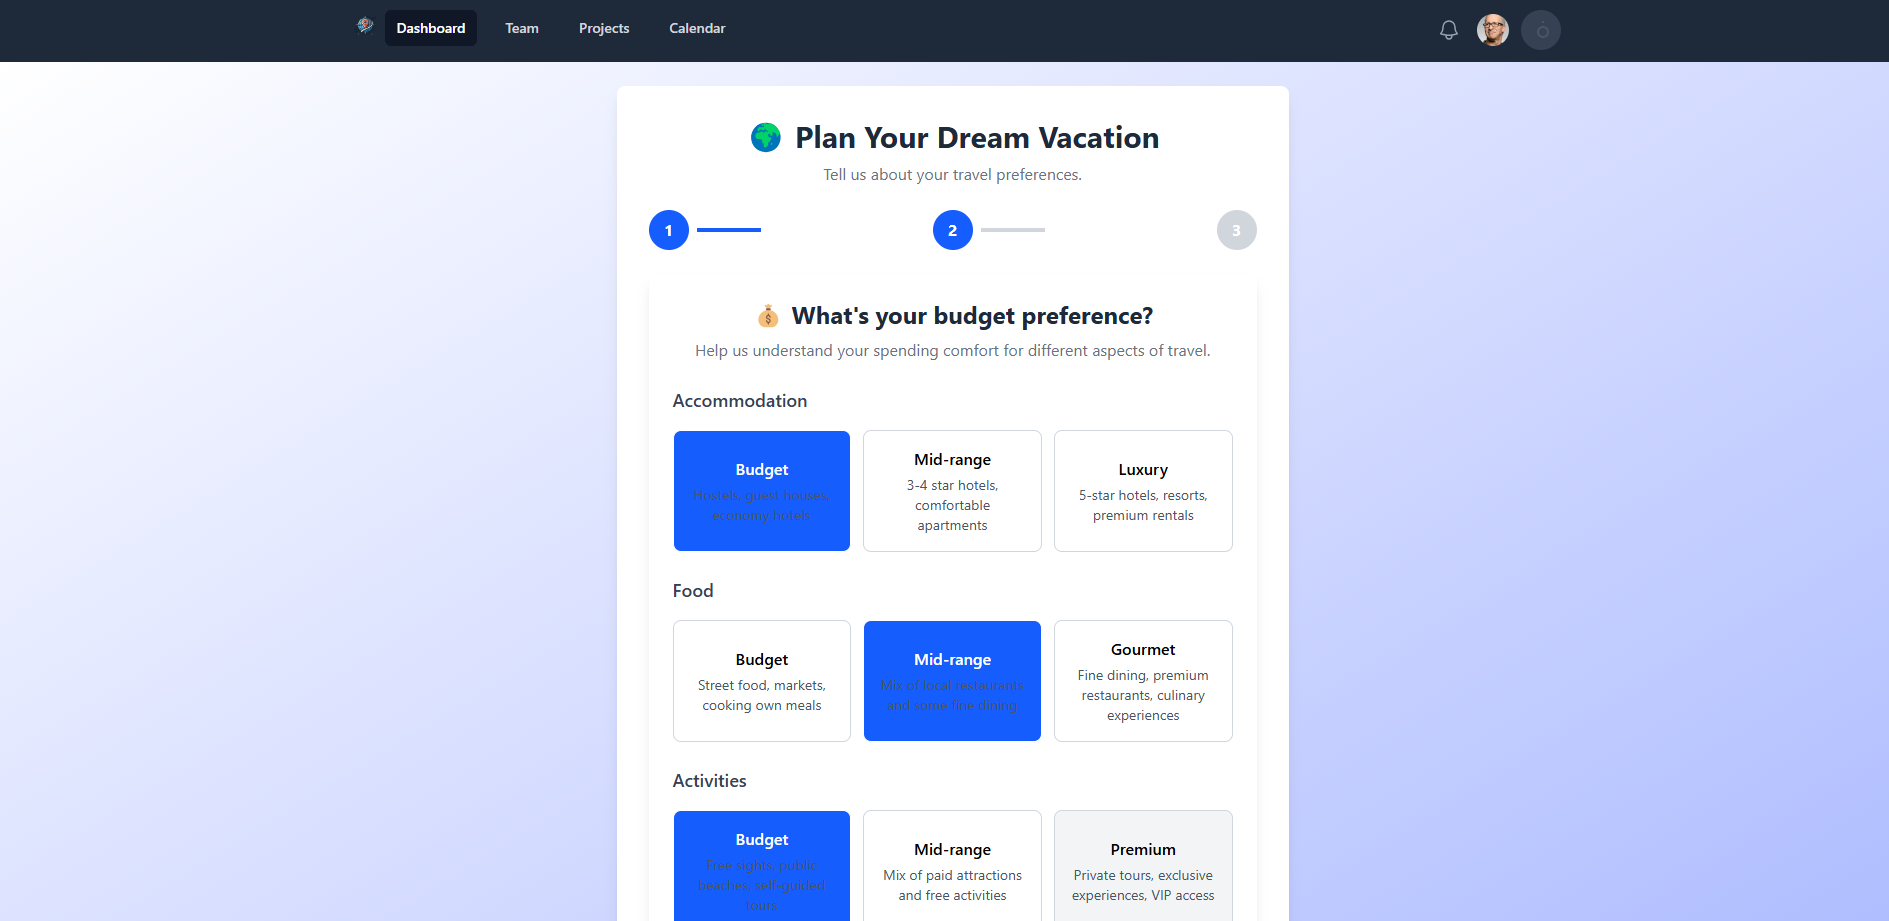 Dashboard
Team
Projects
Calendar
Plan Your Dream Vacation
Tell us about your travel preferences.
1
2
3
What's your budget preference?
Help us understand your spending comfort for different aspects of travel.
Accommodation
Budget
Hostels, guest houses,
economy hotels
Mid-range
3-4 star hotels,
comfortable
apartments
Luxury
5-star hotels, resorts,
premium rentals
Food
Budget
Street food, markets,
cooking own meals
Mid-range
Mix of local restaurants
and some fine dining
Gourmet
Fine dining, premium
restaurants, culinary
experiences
Activities
Budget
Free sights, public
beaches, self-guided
tours
Mid-range
Mix of paid attractions
and free activities
Premium
Private tours, exclusive
experiences, VIP access